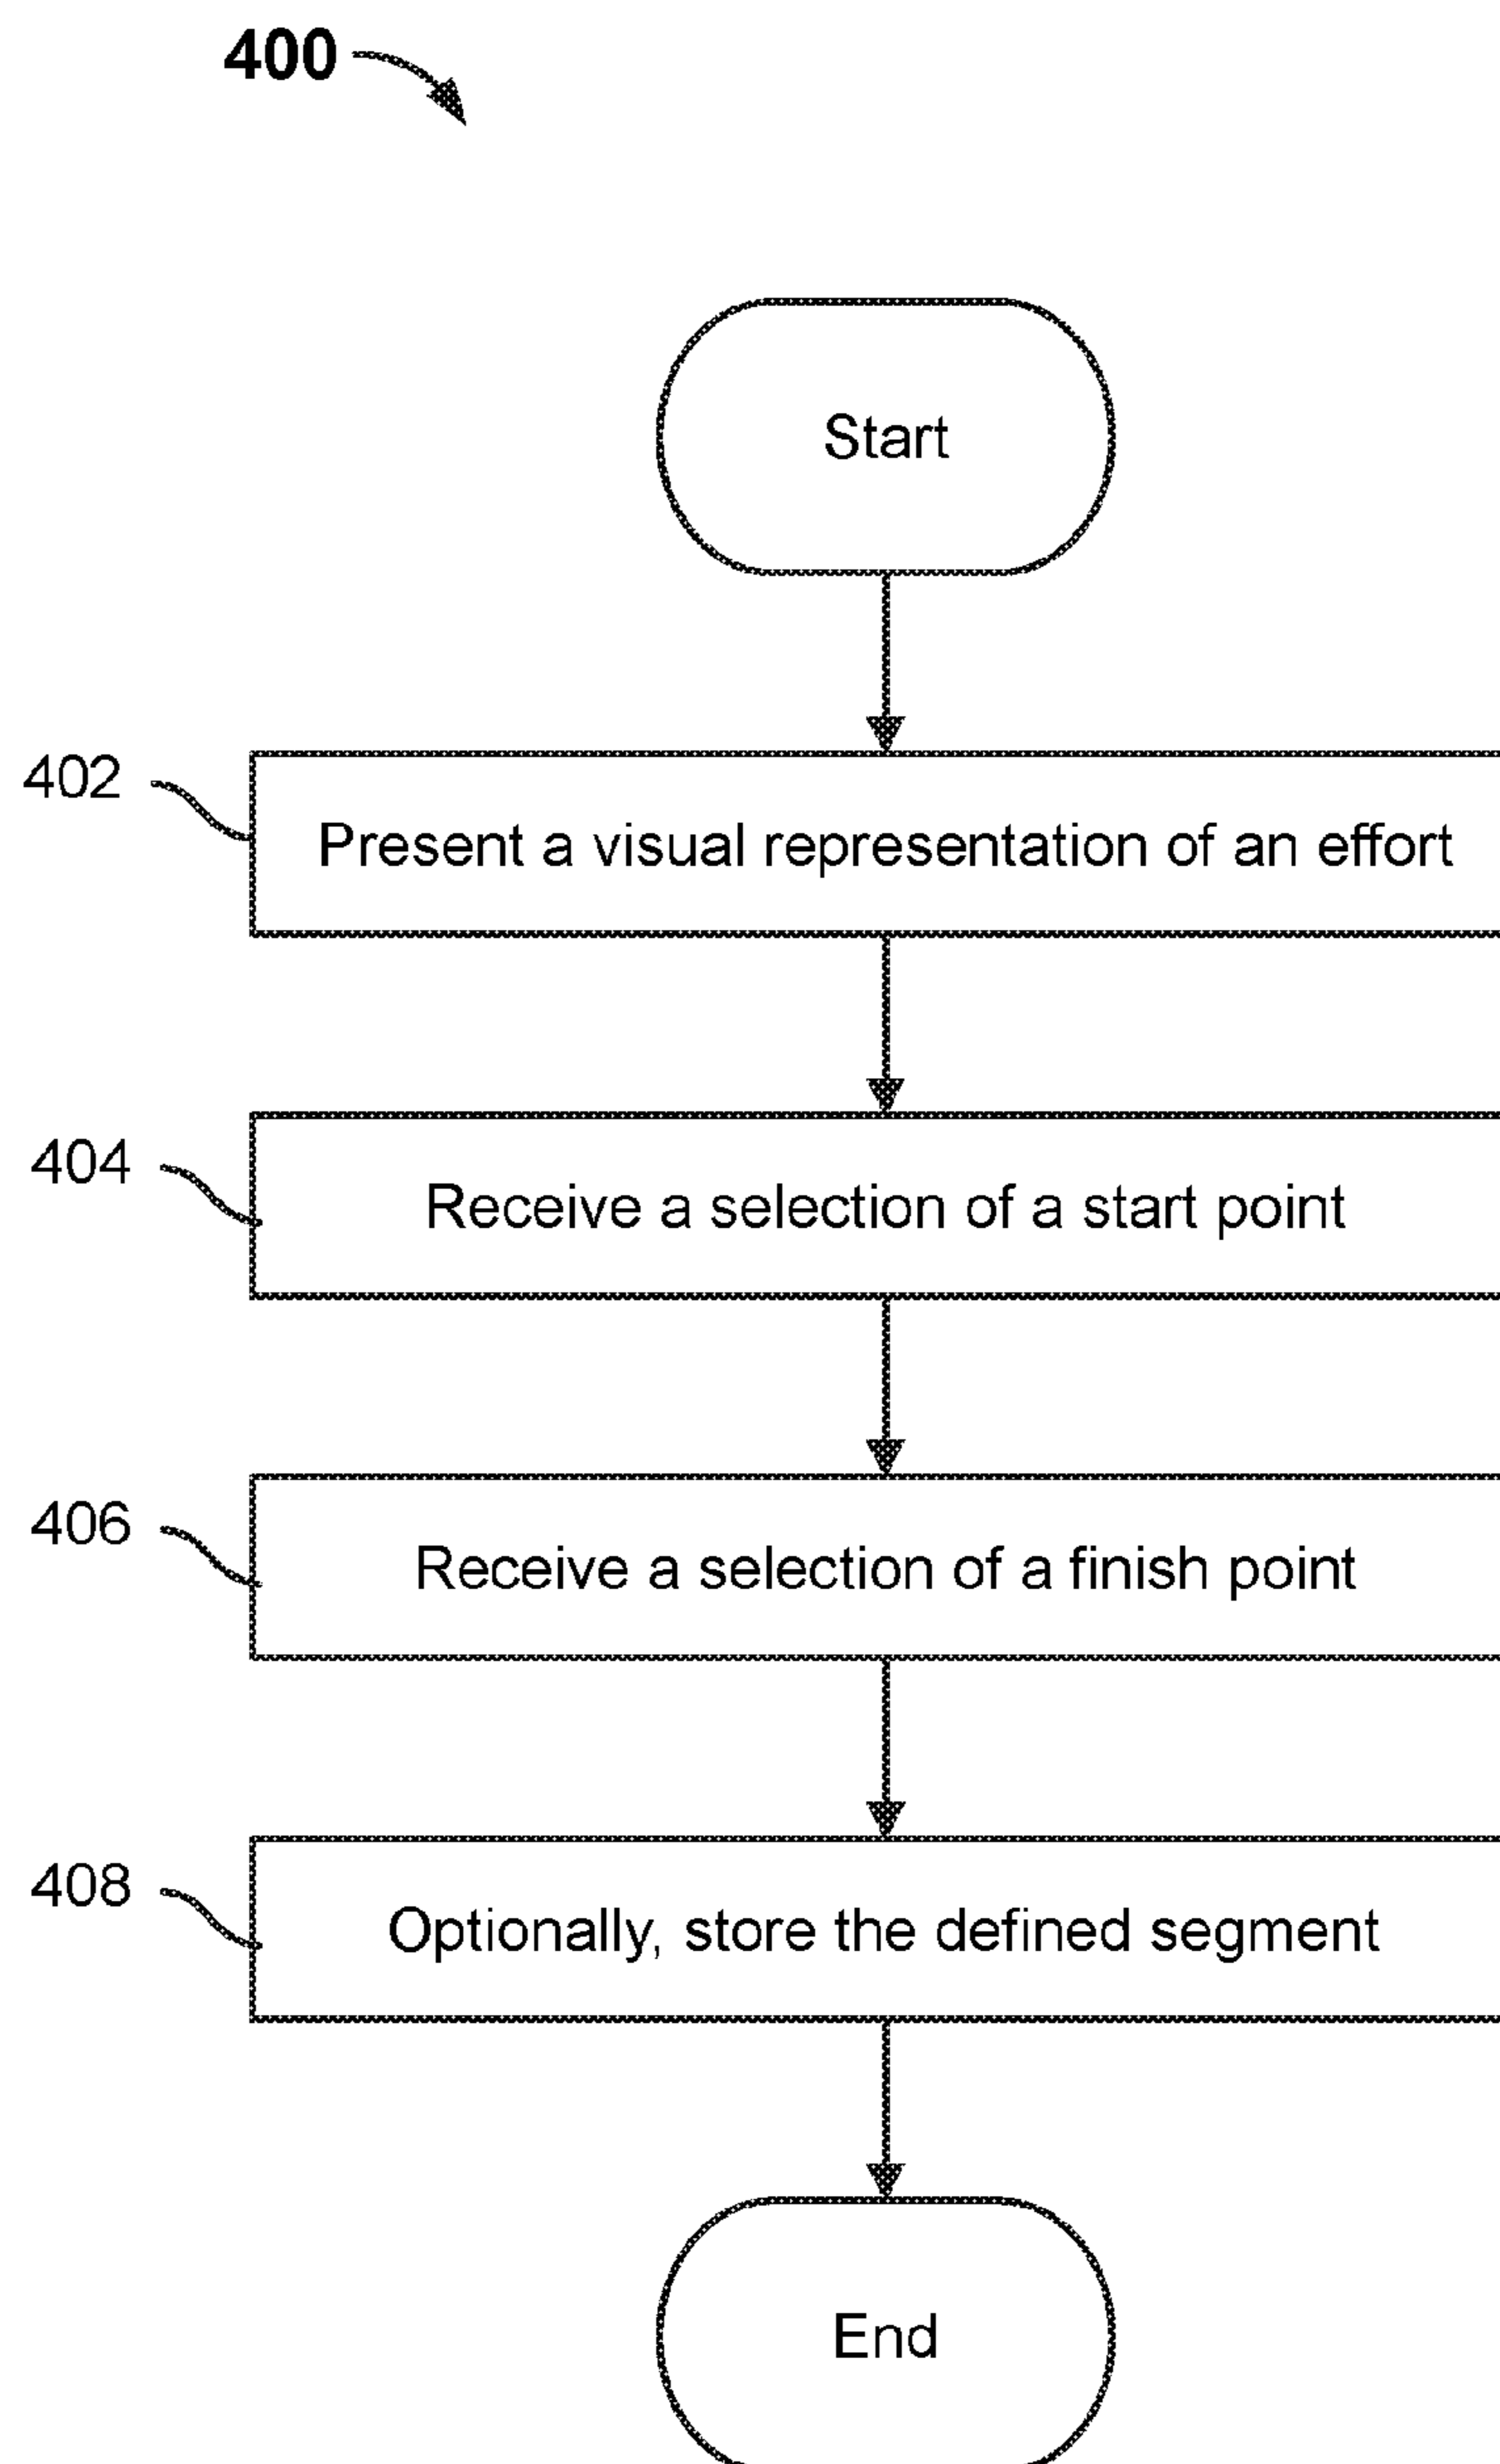 400
Start
402
Present a visual representation of an effort
404
Receive a selection of a start point
406
Receive a selection of a finish point
408
Optionally, store the defined segment
End